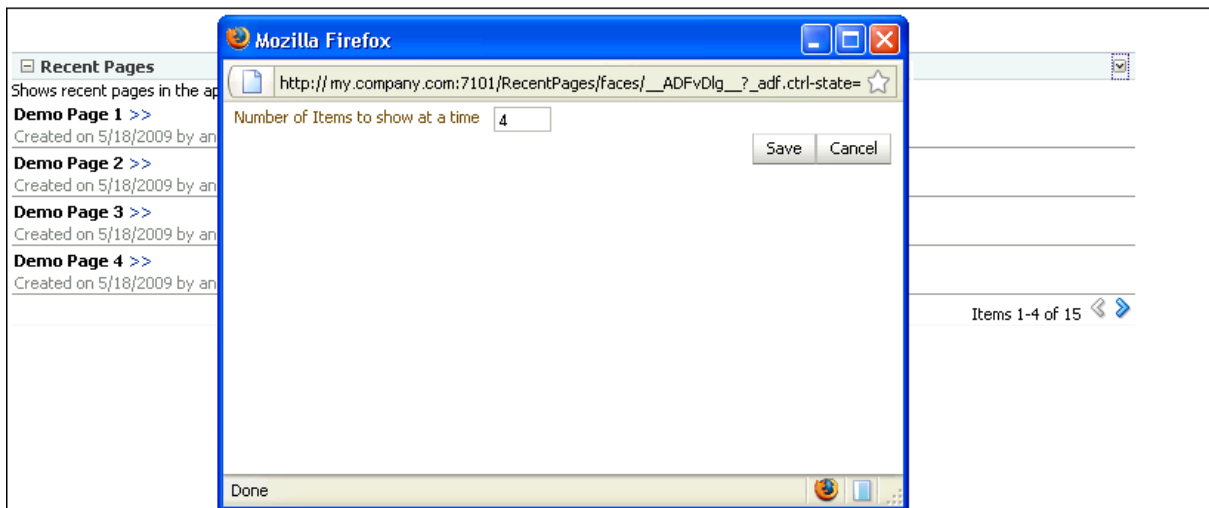 Mozilla Firefox
http://my.company.com:7101/RecentPages/faces/__ADFvDlg__?_adf.ctrl-state=
Number of Items to show at a time 4
Save Cancel
Done
Recent Pages
Shows recent pages in the ap
Demo Page 1 >>
Created on 5/18/2009 by an
Demo Page 2 >>
Created on 5/18/2009 by an
Demo Page 3 >>
Created on 5/18/2009 by an
Demo Page 4 >>
Created on 5/18/2009 by an
Items 1-4 of 15